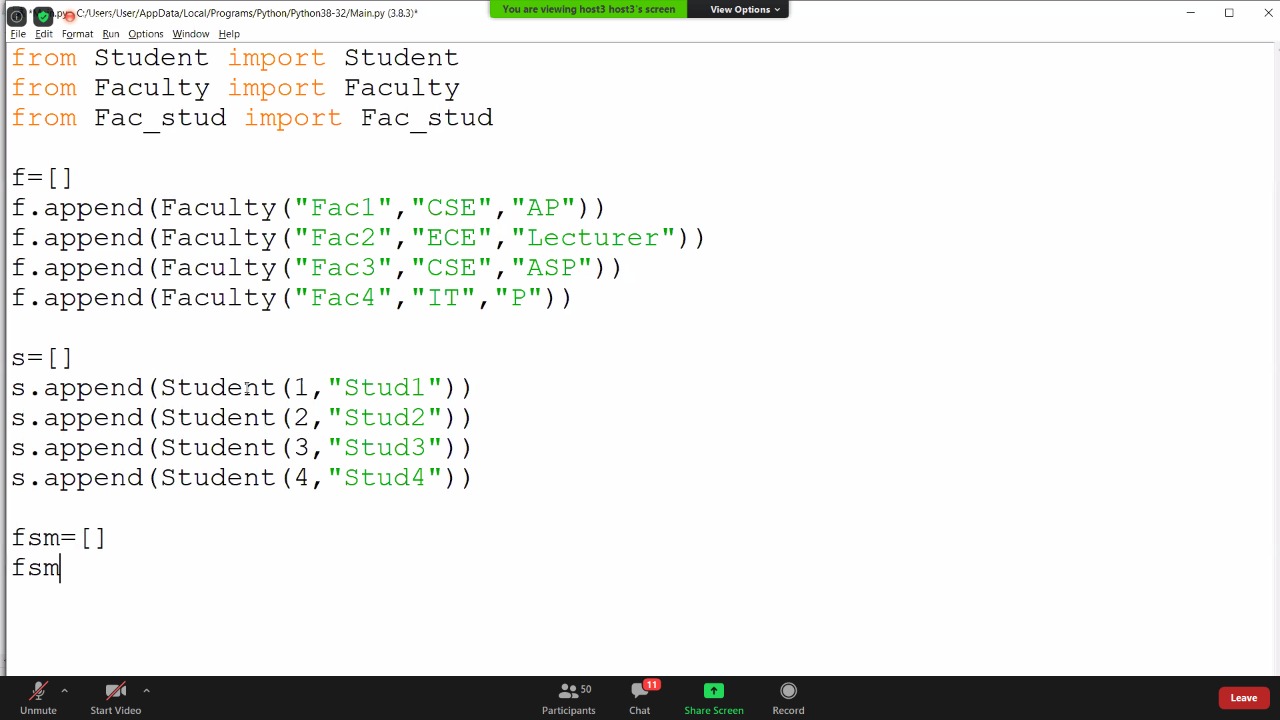 C:/Users/User/AppData/Local/Programs/Python/Python38-32/Main.py (3.8.3)*
You are viewing host3 host3's screen
View Options
File Edit Format Run Options Window Help
from Student import Student
from Faculty import Faculty
from Fac_stud import Fac_stud
f=[]
f.append(Faculty("Fac1","CSE","AP"))
f.append(Faculty("Fac2","ECE","Lecturer"))
f.append(Faculty("Fac3","CSE","ASP"))
f.append(Faculty("Fac4","IT","P"))
s=[]
s.append(Student(1,"Stud1"))
s.append(Student(2,"Stud2"))
s.append(Student(3,"Stud3"))
s.append(Student(4,"Stud4"))
fsm=[]
fsm
50
11
Unmute Start Video Participants Chat Share Screen Record Leave